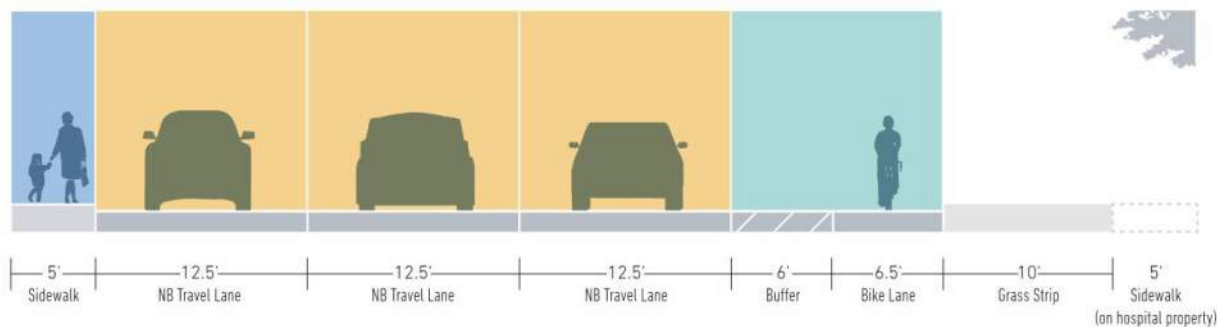 5' 12.5' 12.5' 12.5' 6' 6.5' 10' 5'
Sidewalk NB Travel Lane NB Travel Lane NB Travel Lane Buffer Bike Lane Grass Strip Sidewalk
(on hospital property)